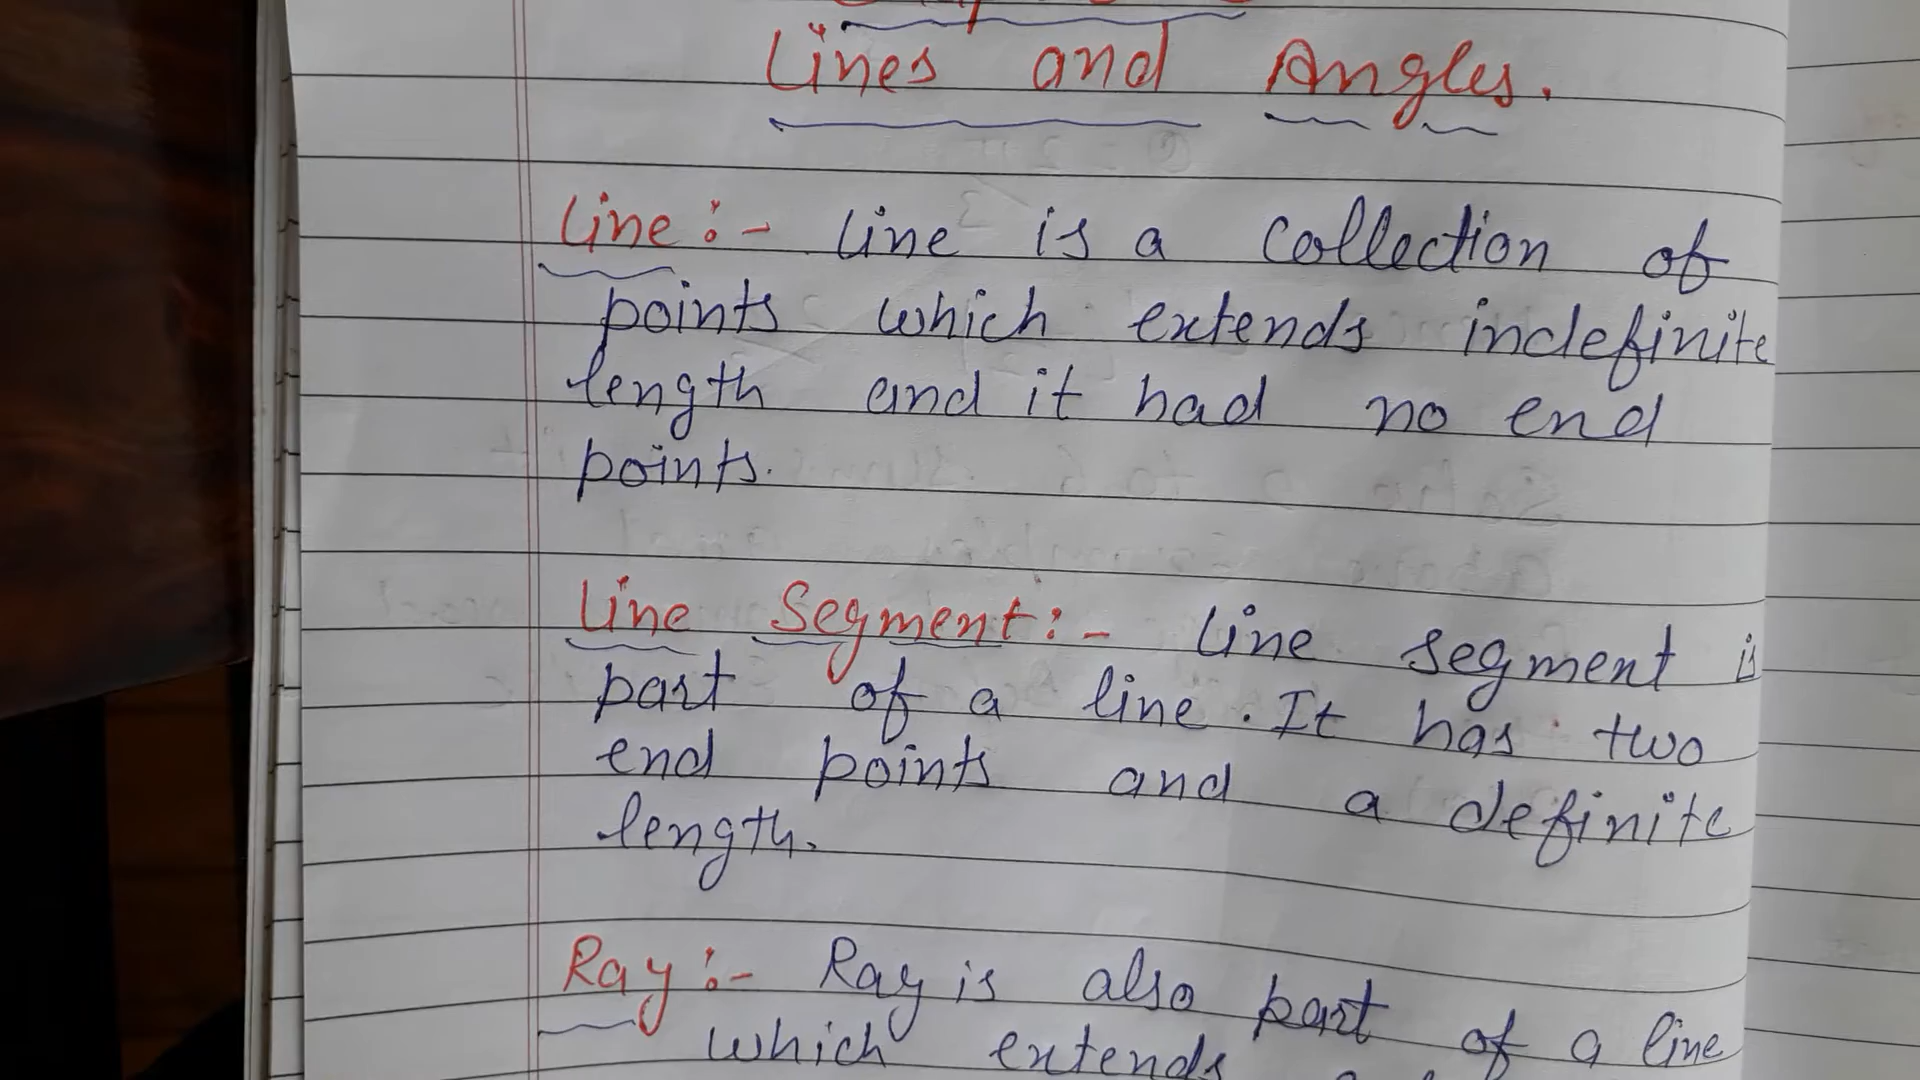 Lines and Angles.
Line :- Line is a collection of
points which extends indefinite
length and it had no end
points.
Line Segment :- Line segment is
part of a line. It has two
end points and a definite
length.
Ray :- Ray is also part of a line
which extends